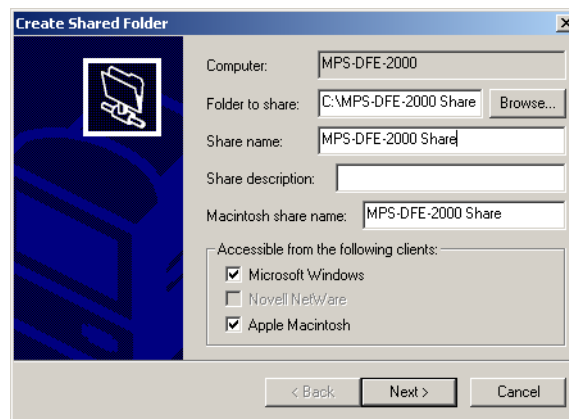 Create Shared Folder
Computer: MPS-DFE-2000
Folder to share: C:\MPS-DFE-2000 Share Browse...
Share name: MPS-DFE-2000 Share
Share description:
Macintosh share name: MPS-DFE-2000 Share
Accessible from the following clients:
Microsoft Windows
Novell NetWare
Apple Macintosh
< Back Next > Cancel